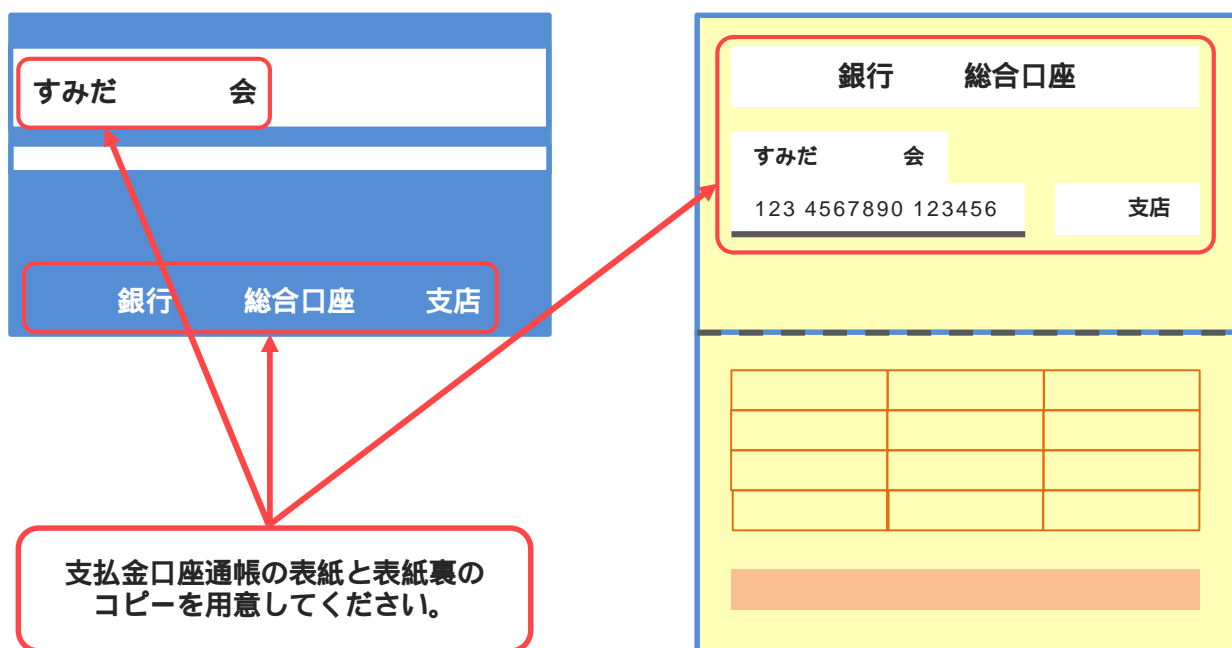 すみだ　　　会
銀行　　総合口座　　支店
支払金口座通帳の表紙と表紙裏の
コピーを用意してください。
銀行　　総合口座
すみだ　　　会
123 4567890 123456　　支店